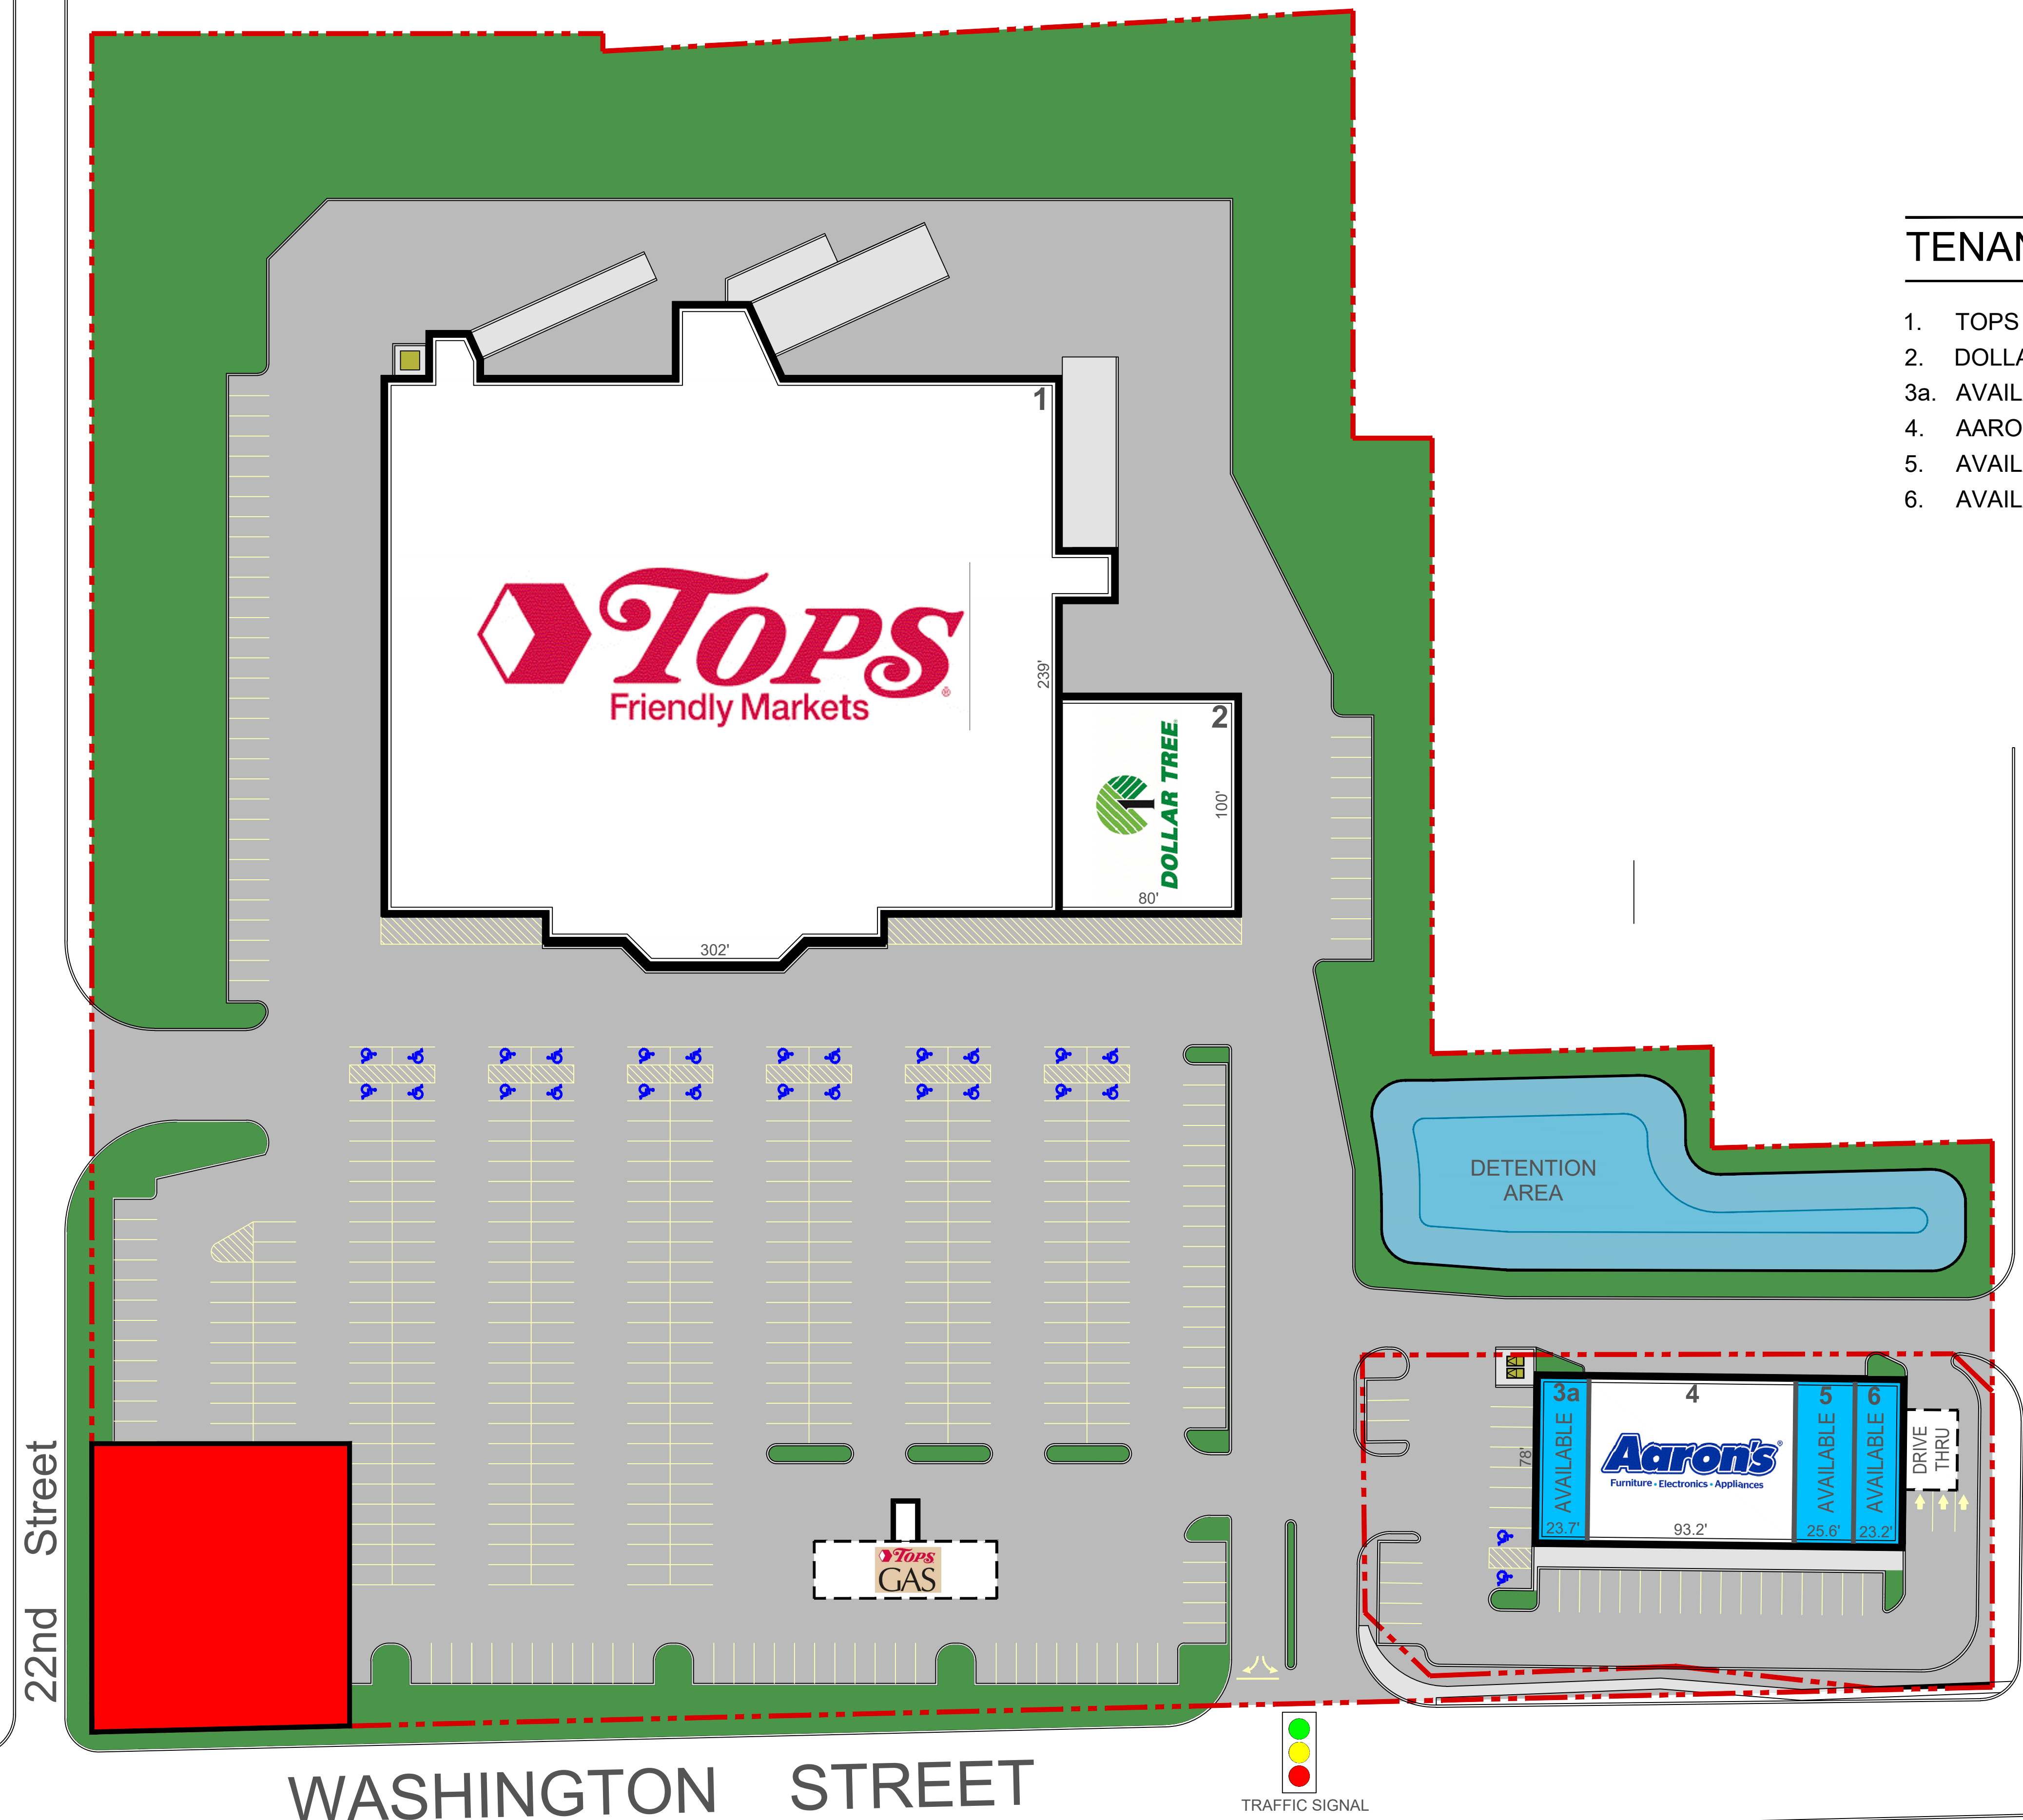 TENAN
1. TOPS
2. DOLLA
3a. AVAIL
4. AARO
5. AVAIL
6. AVAIL
1
TOPS
Friendly Markets
®
239'
302'
2
DOLLAR TREE
100'
80'
DETENTION
AREA
3a
AVAILABLE
23.7'
78'
4
Aaron's®
Furniture • Electronics • Appliances
93.2'
5
AVAILABLE
25.6'
6
AVAILABLE
23.2'
DRIVE
THRU
TOPS
GAS
22nd Street
WASHINGTON STREET
TRAFFIC SIGNAL